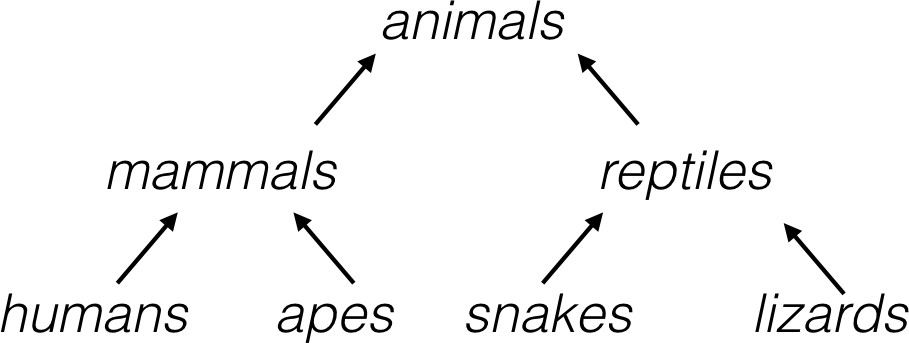 animals
mammals reptiles
humans apes snakes lizards